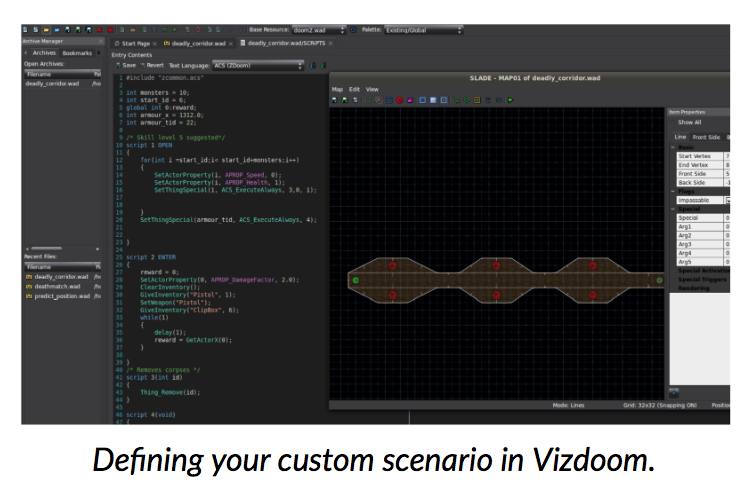 Base Resource: doom2.wad Palette: Existing/Global
Archive Manager
Start Page
deadly_corridor.wad
deadly_corridor.wad/SCRIPTS
Archives Bookmarks
Entry Contents
Open Archives:
Save Revert Text Language: ACS (ZDoom)
Filename
deadly_corridor.wad
1 #include "zcommon.acs"
2
3 int monsters = 10;
4 int start_id = 6;
5 global int 0:reward;
6 int armour_x = 1312.0;
7 int armour_tid = 22;
8
9 /* Skill level 5 suggested*/
10 script 1 OPEN
11 {
12 for(int i =start_id;i< start_id+monsters;i++)
13 {
14 SetActorProperty(i, APROP_Speed, 0);
15 SetActorProperty(i, APROP_Health, 1);
16 SetThingSpecial(i, ACS_ExecuteAlways, 3,0, 1);
17
18
19 }
20 SetThingSpecial(armour_tid, ACS_ExecuteAlways, 4);
21
22
23 }
24
25 script 2 ENTER
26 {
27 reward = 0;
28 SetActorProperty(0, APROP_DamageFactor, 2.0);
29 ClearInventory();
30 GiveInventory("Pistol", 1);
31 SetWeapon("Pistol");
32 GiveInventory("ClipBox", 6);
33 while(1)
34 {
35 delay(1);
36 reward = GetActorX(0);
37 }
38
39 }
40 /* Removes corpses */
41 script 3(int id)
42 {
43 Thing_Remove(id);
44 }
45
46 script 4(void)
47 {
Recent Files:
Filename
deadly_corridor.wad
deathmatch.wad
predict_position.wad
SLADE - MAP01 of deadly_corridor.wad
Map Edit View
Item Properties
Show All
Line Front Side
Basic
Start Vertex 7
End Vertex 8
Front Side 5
Back Side
Flags
Impassable
Special
Special 0
Arg1 0
Arg2 0
Arg3 0
Arg4 0
Arg5 0
Special Activation
Special Triggers
Rendering
Mode: Lines Grid: 32x32 (Snapping ON)
Defining your custom scenario in Vizdoom.